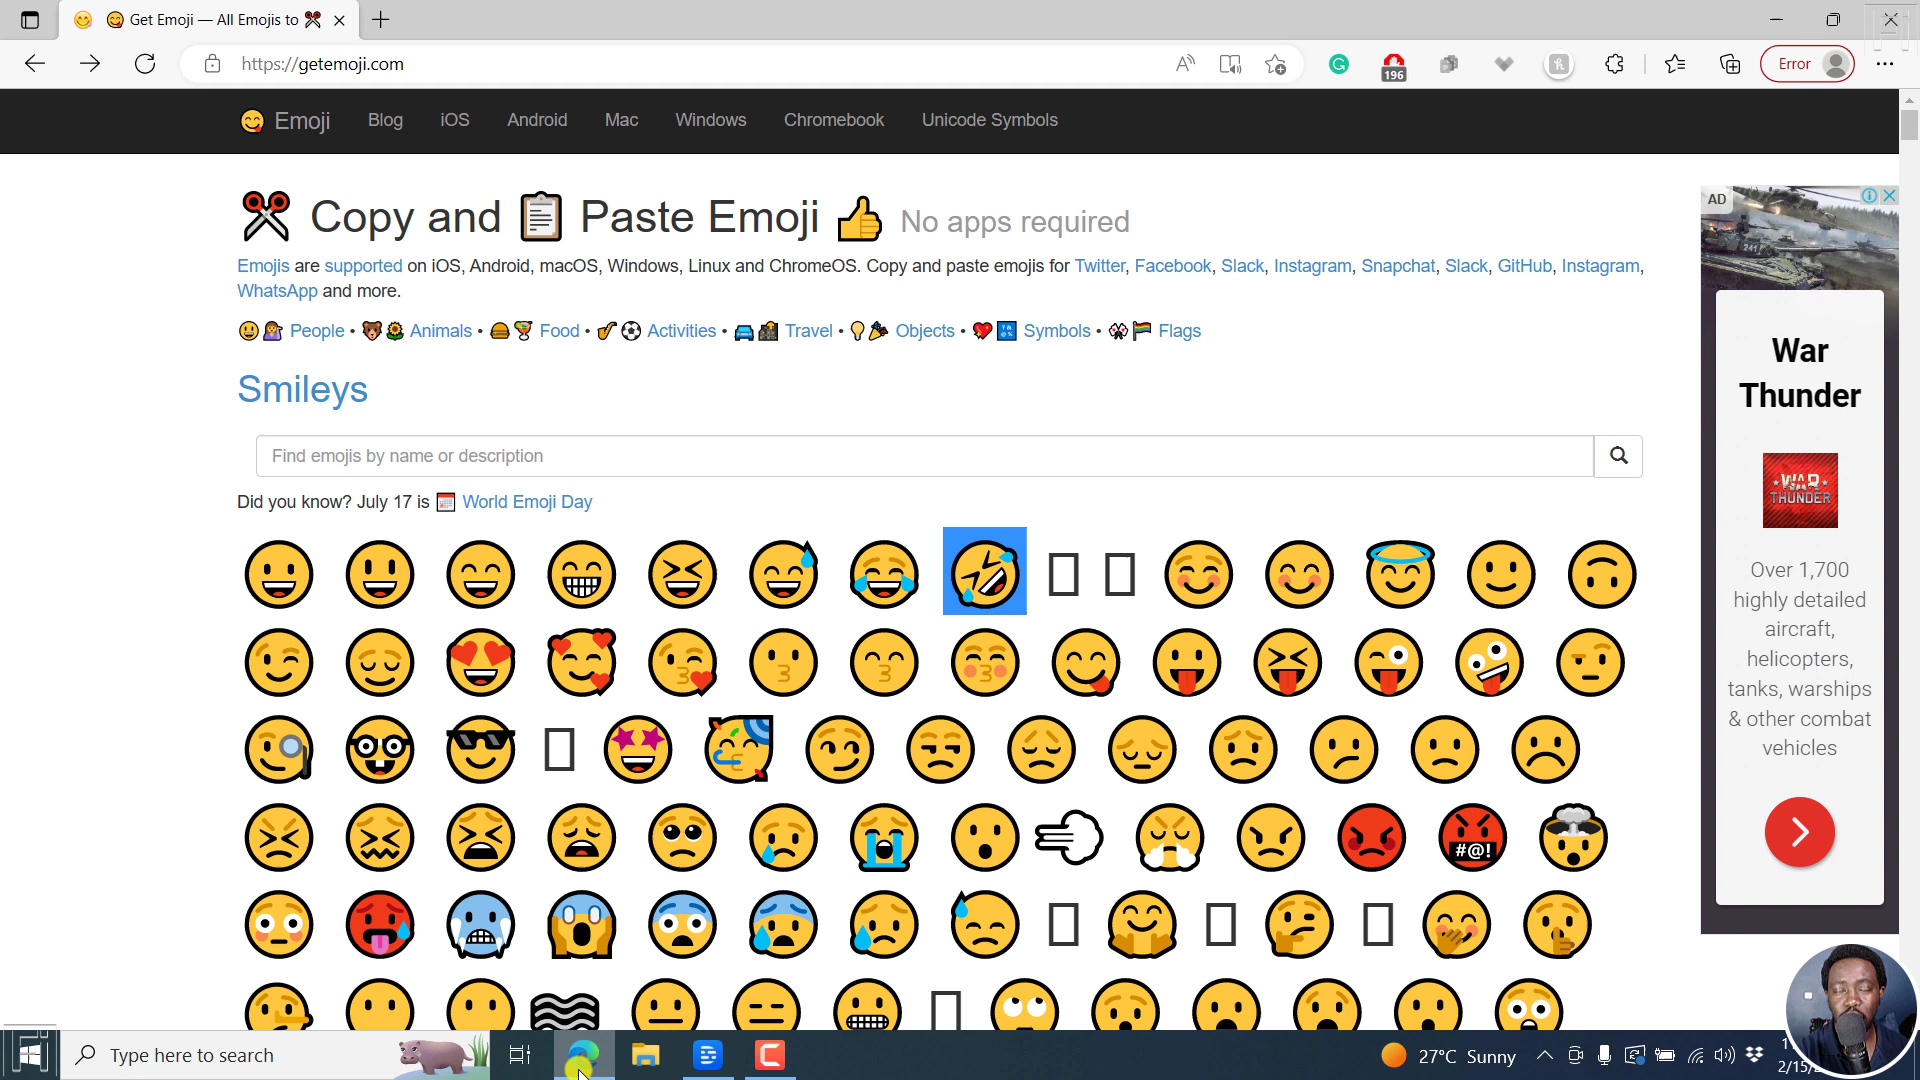 Get Emoji — All Emojis to
https://getemoji.com
196
Error
Emoji Blog iOS Android Mac Windows Chromebook Unicode Symbols
Copy and Paste Emoji No apps required
Emojis are supported on iOS, Android, macOS, Windows, Linux and ChromeOS. Copy and paste emojis for Twitter, Facebook, Slack, Instagram, Snapchat, Slack, GitHub, Instagram,
WhatsApp and more.
People • Animals • Food • Activities • Travel • Objects • Symbols • Flags
Smileys
Find emojis by name or description
Did you know? July 17 is World Emoji Day
#@!
AD
241
War
Thunder
WAR
THUNDER
Over 1,700
highly detailed
aircraft,
helicopters,
tanks, warships
& other combat
vehicles
Type here to search
27°C Sunny
2/15/